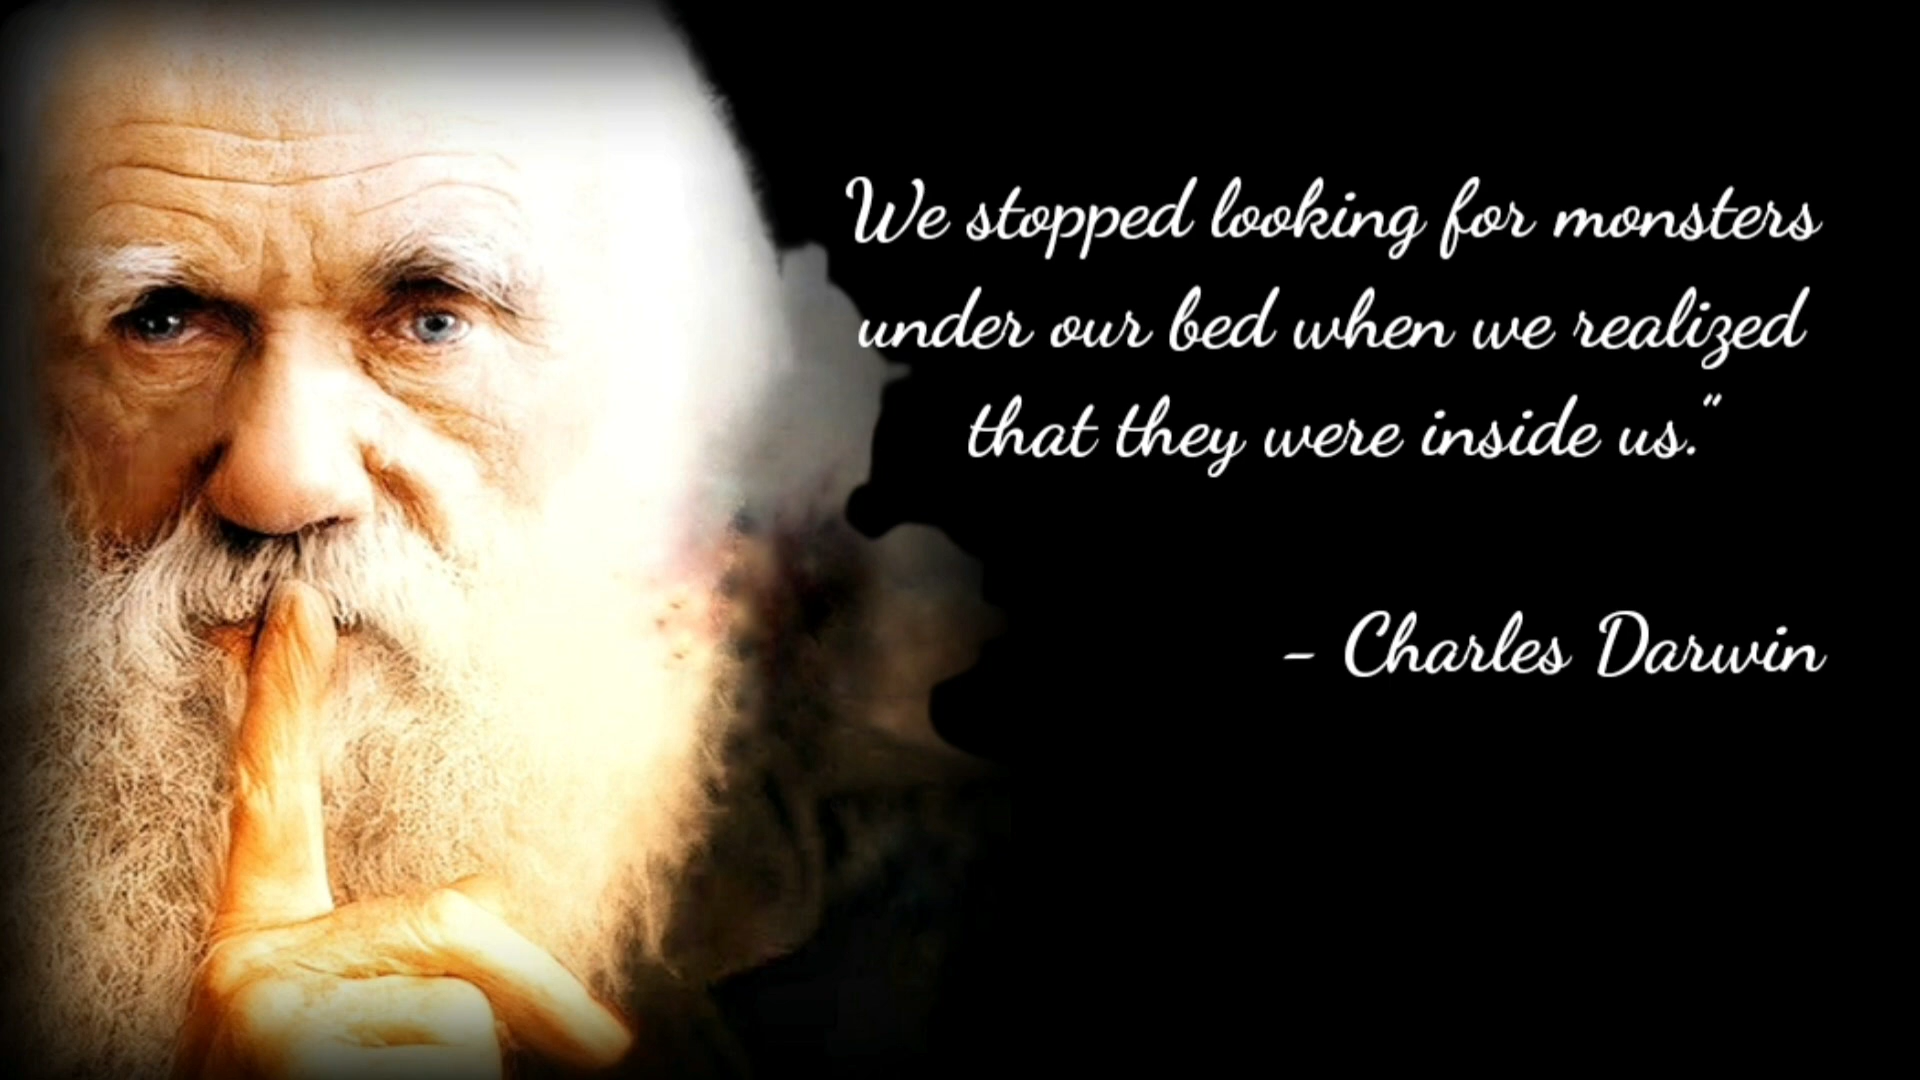 We stopped looking for monsters
under our bed when we realized
that they were inside us."
- Charles Darwin